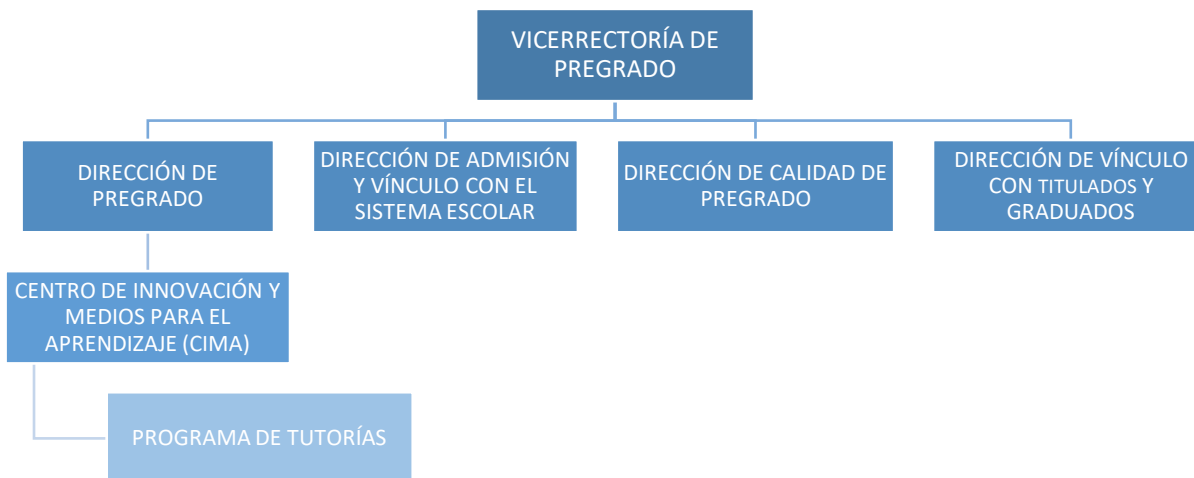 VICERRECTORÍA DE
PREGRADO
DIRECCIÓN DE
PREGRADO
DIRECCIÓN DE ADMISIÓN
Y VÍNCULO CON EL
SISTEMA ESCOLAR
DIRECCIÓN DE CALIDAD DE
PREGRADO
DIRECCIÓN DE VÍNCULO
CON TITULADOS Y
GRADUADOS
CENTRO DE INNOVACIÓN Y
MEDIOS PARA EL
APRENDIZAJE (CIMA)
PROGRAMA DE TUTORÍAS